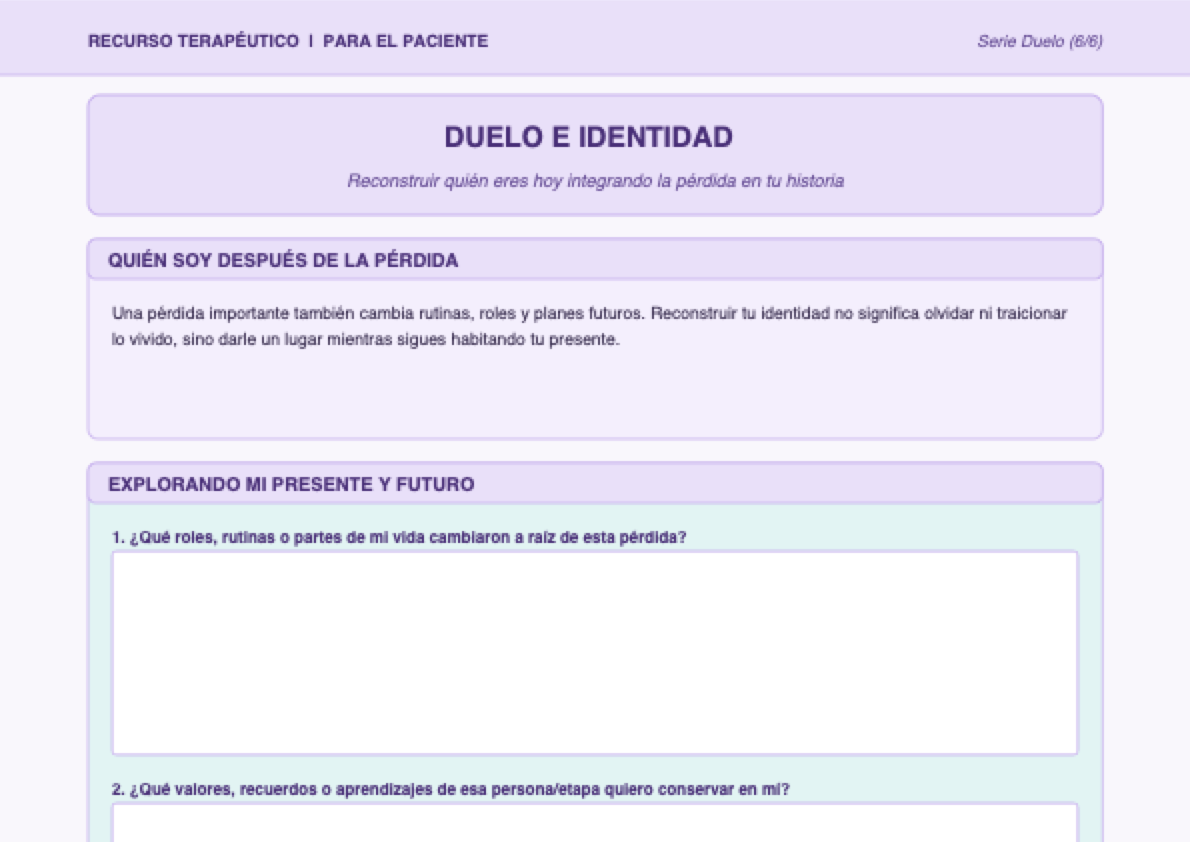 RECURSO TERAPÉUTICO | PARA EL PACIENTE
Serie Duelo (6/6)
DUELO E IDENTIDAD
Reconstruir quién eres hoy integrando la pérdida en tu historia
QUIÉN SOY DESPUÉS DE LA PÉRDIDA
Una pérdida importante también cambia rutinas, roles y planes futuros. Reconstruir tu identidad no significa olvidar ni traicionar
lo vivido, sino darle un lugar mientras sigues habitando tu presente.
EXPLORANDO MI PRESENTE Y FUTURO
1. ¿Qué roles, rutinas o partes de mi vida cambiaron a raíz de esta pérdida?
2. ¿Qué valores, recuerdos o aprendizajes de esa persona/etapa quiero conservar en mí?